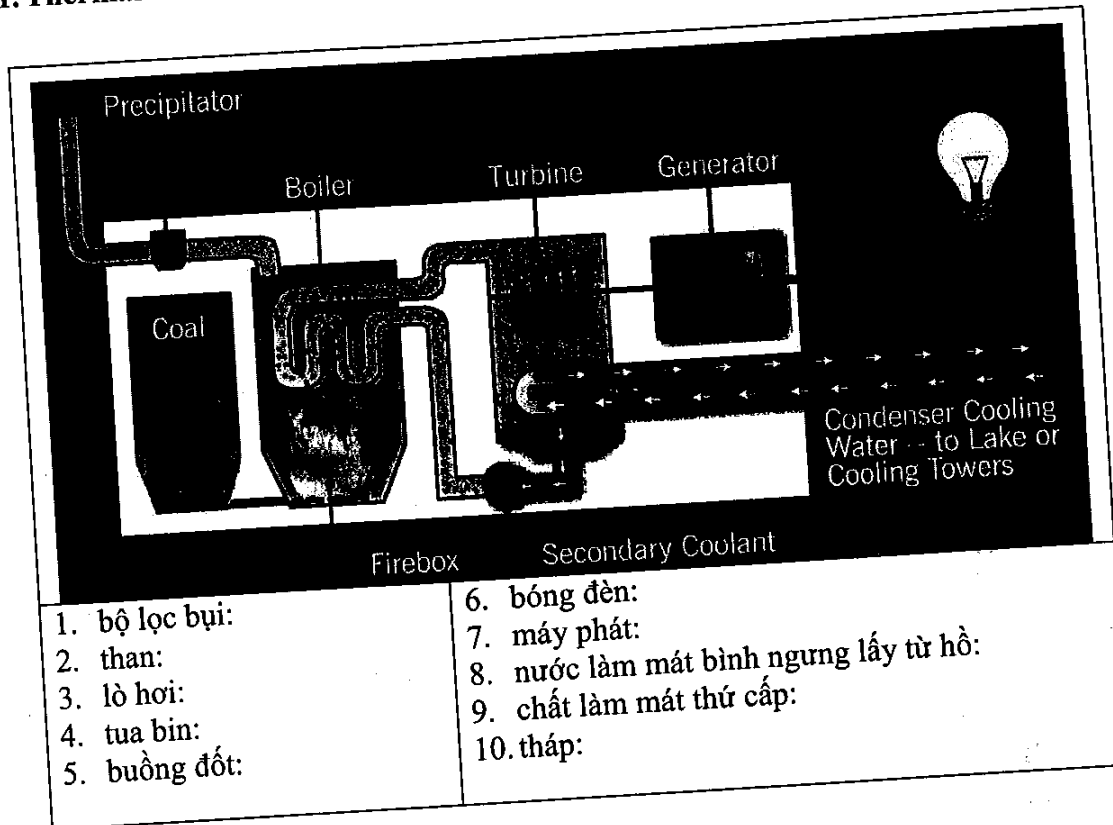 1. Thermal
Precipitator
Boiler
Turbine
Generator
Coal
Condenser Cooling
Water -- to Lake or
Cooling Towers
Firebox
Secondary Coolant
1. bộ lọc bụi:
2. than:
3. lò hơi:
4. tua bin:
5. buồng đốt:
6. bóng đèn:
7. máy phát:
8. nước làm mát bình ngưng lấy từ hồ:
9. chất làm mát thứ cấp:
10. tháp: